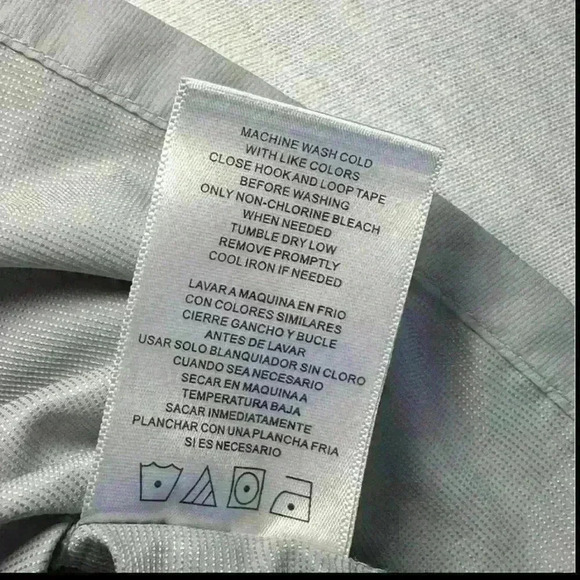 MACHINE WASH COLD
WITH LIKE COLORS
CLOSE HOOK AND LOOP TAPE
BEFORE WASHING
ONLY NON-CHLORINE BLEACH
WHEN NEEDED
TUMBLE DRY LOW
REMOVE PROMPTLY
COOL IRON IF NEEDED
LAVAR A MAQUINA EN FRIO
CON COLORES SIMILARES
CIERRE GANCHO Y BUCLE
ANTES DE LAVAR
USAR SOLO BLANQUIADOR SIN CLORO
CUANDO SEA NECESARIO
SECAR EN MAQUINA A
TEMPERATURA BAJA
SACAR INMEDIATAMENTE
PLANCHAR CON UNA PLANCHA FRIA
SI ES NECESARIO